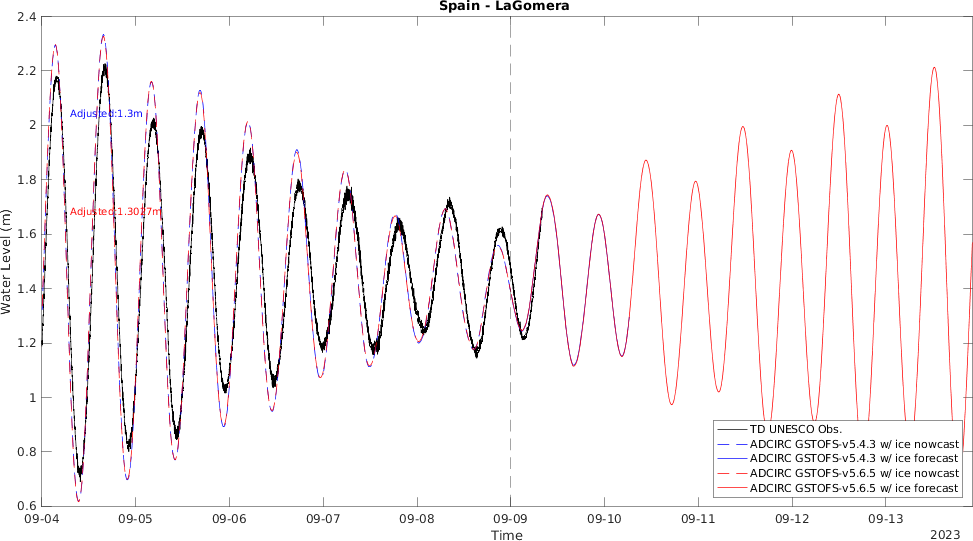 Spain - LaGomera
2.4
2.2
2
1.8
1.6
1.4
1.2
1
0.8
0.6
Water Level (m)
Adjusted:1.3m
Adjusted:1.3027m
TD UNESCO Obs.
ADCIRC GSTOFS-v5.4.3 w/ ice nowcast
ADCIRC GSTOFS-v5.4.3 w/ ice forecast
ADCIRC GSTOFS-v5.6.5 w/ ice nowcast
ADCIRC GSTOFS-v5.6.5 w/ ice forecast
09-04 09-05 09-06 09-07 09-08 09-09 09-10 09-11 09-12 09-13
Time
2023